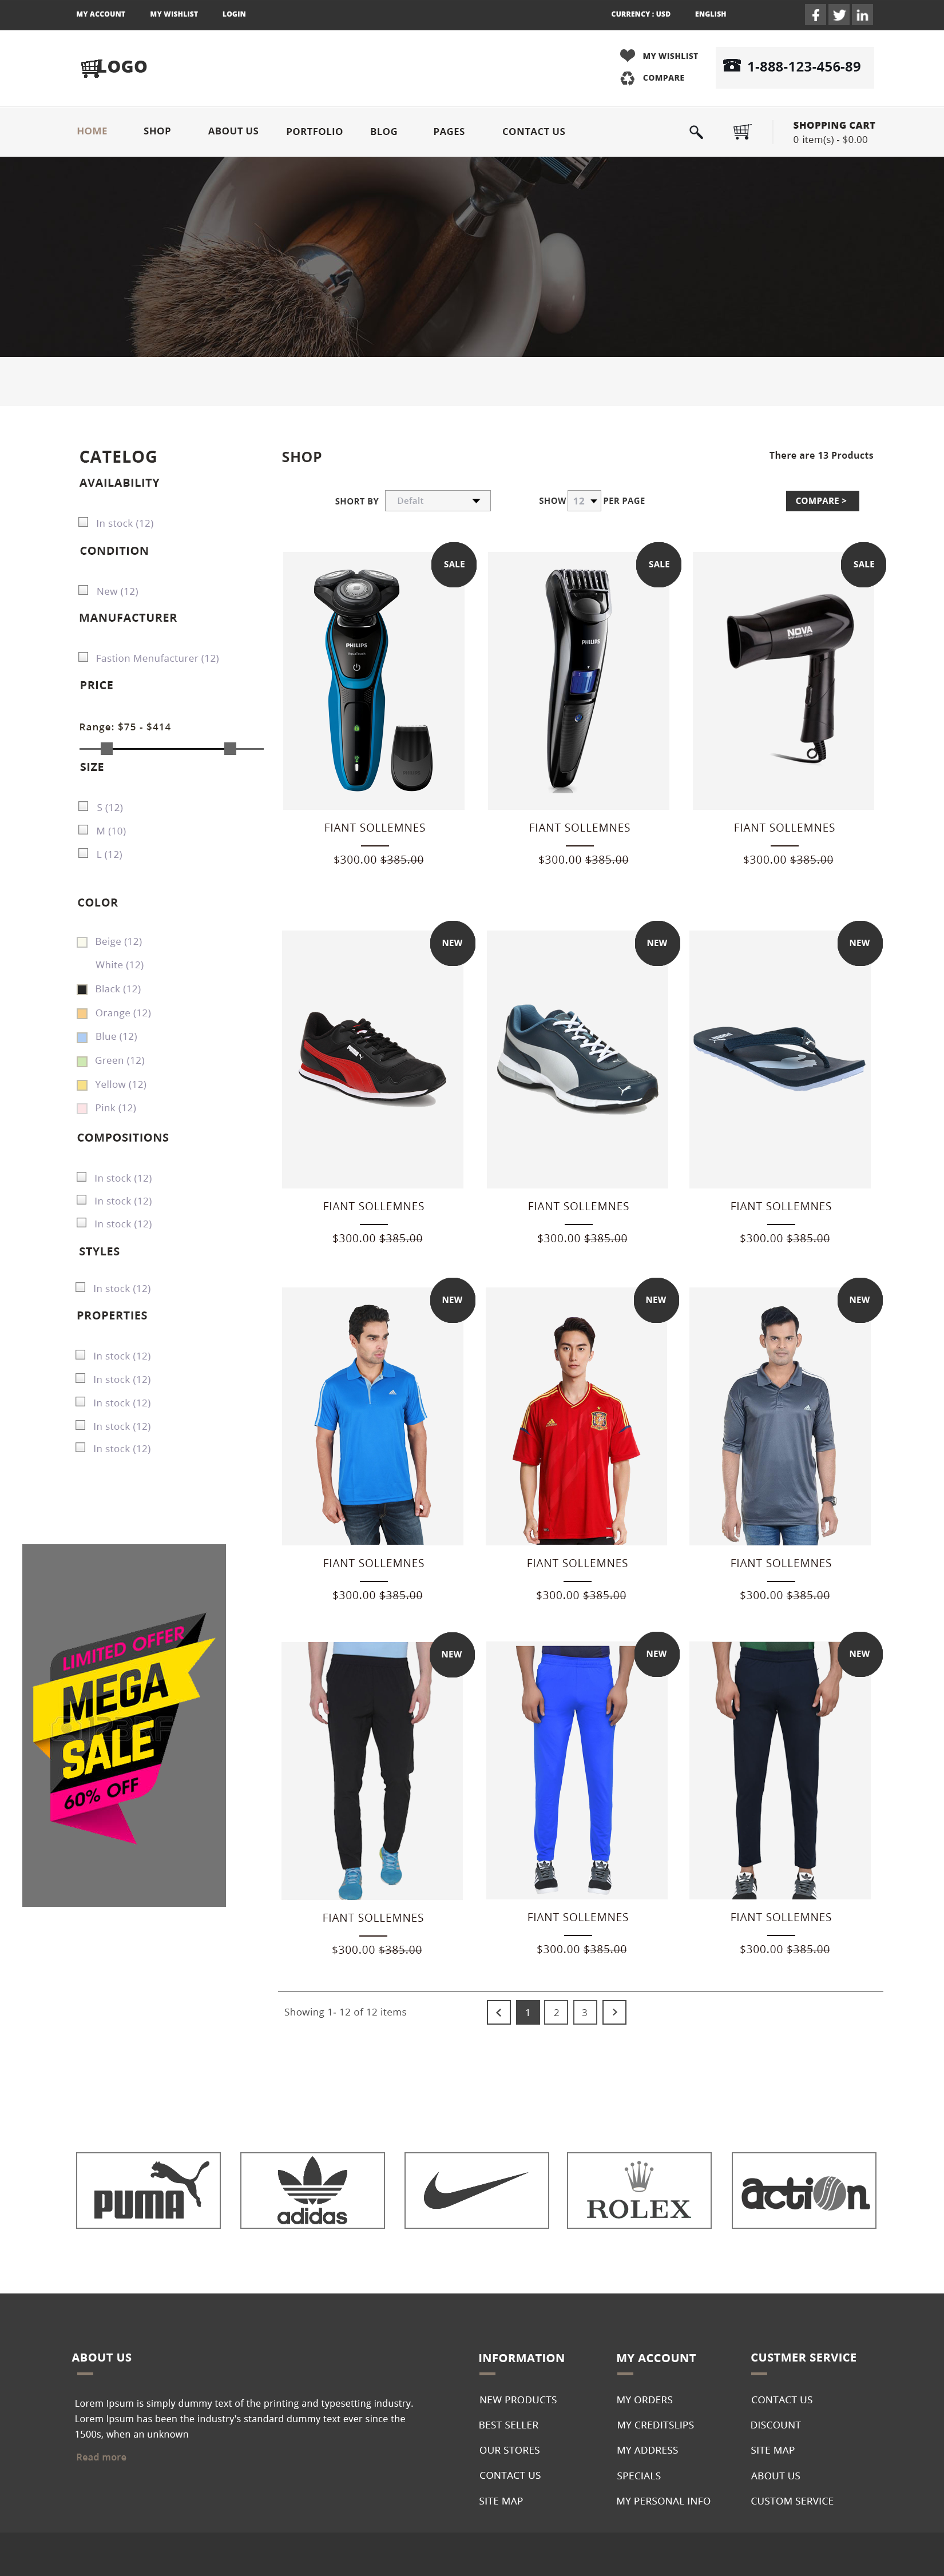 MY ACCOUNT MY WISHLIST LOGIN CURRENCY : USD ENGLISH
LOGO
MY WISHLIST
COMPARE
1-888-123-456-89
HOME SHOP ABOUT US PORTFOLIO BLOG PAGES CONTACT US
SHOPPING CART
0 item(s) - $0.00
CATELOG
AVAILABILITY
In stock (12)
CONDITION
New (12)
MANUFACTURER
Fastion Menufacturer (12)
PRICE
Range: $75 - $414
SIZE
S (12)
M (10)
L (12)
COLOR
Beige (12)
White (12)
Black (12)
Orange (12)
Blue (12)
Green (12)
Yellow (12)
Pink (12)
COMPOSITIONS
In stock (12)
In stock (12)
In stock (12)
STYLES
In stock (12)
PROPERTIES
In stock (12)
In stock (12)
In stock (12)
In stock (12)
In stock (12)
LIMITED OFFER
MEGA
SALE
60% OFF
123RF
SHOP
There are 13 Products
SHORT BY Defalt SHOW 12 PER PAGE COMPARE >
SALE SALE SALE
PHILIPS
PHILIPS
NOVA
FIANT SOLLEMNES FIANT SOLLEMNES FIANT SOLLEMNES
$300.00 $385.00 $300.00 $385.00 $300.00 $385.00
NEW NEW NEW
PUMA
FIANT SOLLEMNES FIANT SOLLEMNES FIANT SOLLEMNES
$300.00 $385.00 $300.00 $385.00 $300.00 $385.00
NEW NEW NEW
FIANT SOLLEMNES FIANT SOLLEMNES FIANT SOLLEMNES
$300.00 $385.00 $300.00 $385.00 $300.00 $385.00
NEW NEW NEW
FIANT SOLLEMNES FIANT SOLLEMNES FIANT SOLLEMNES
$300.00 $385.00 $300.00 $385.00 $300.00 $385.00
Showing 1- 12 of 12 items
1 2 3
PUMA adidas ROLEX action
ABOUT US
Lorem Ipsum is simply dummy text of the printing and typesetting industry.
Lorem Ipsum has been the industry's standard dummy text ever since the
1500s, when an unknown
Read more
INFORMATION
NEW PRODUCTS
BEST SELLER
OUR STORES
CONTACT US
SITE MAP
MY ACCOUNT
MY ORDERS
MY CREDITSLIPS
MY ADDRESS
SPECIALS
MY PERSONAL INFO
CUSTMER SERVICE
CONTACT US
DISCOUNT
SITE MAP
ABOUT US
CUSTOM SERVICE